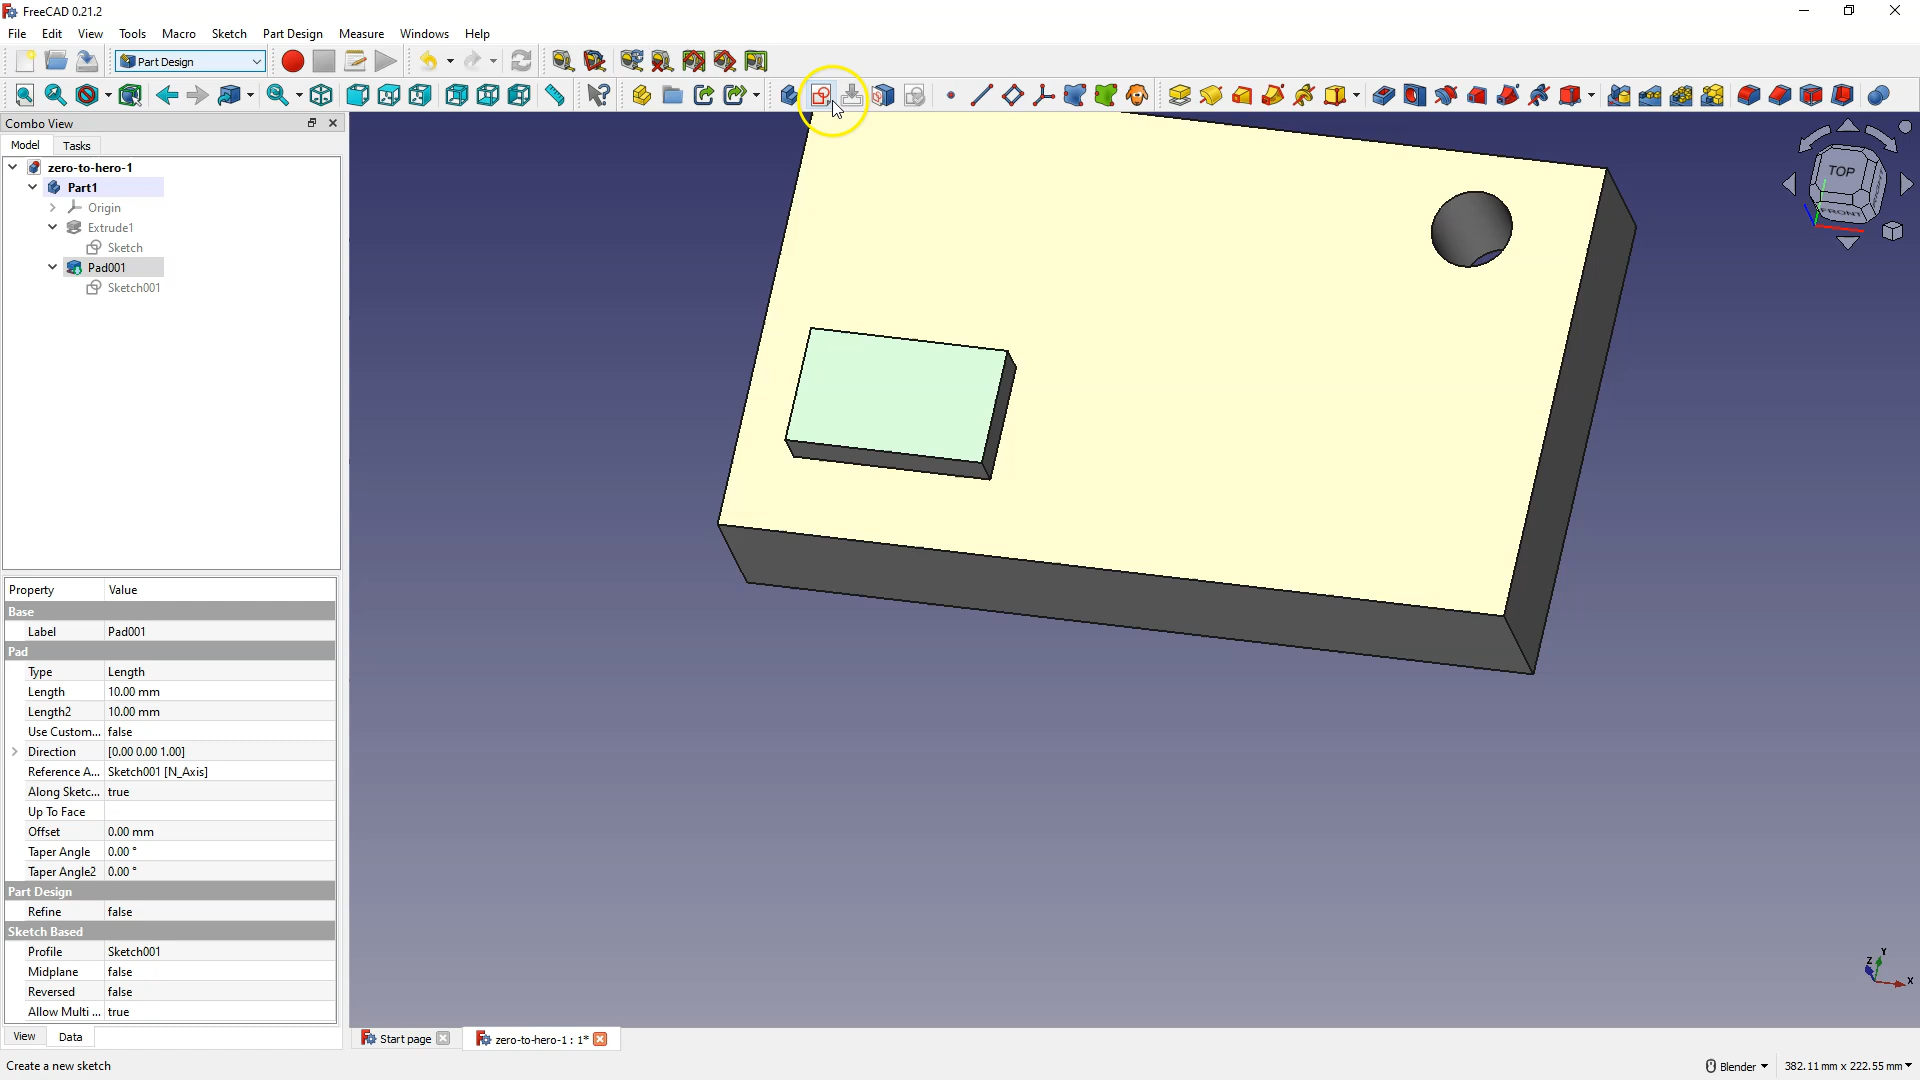 FreeCAD 0.21.2
File Edit View Tools Macro Sketch Part Design Measure Windows Help
Part Design
Combo View
Model Tasks
zero-to-hero-1
Part1
Origin
Extrude1
Sketch
Pad001
Sketch001
TOP
FRONT
Property Value
Base
Label Pad001
Pad
Type Length
Length 10.00 mm
Length2 10.00 mm
Use Custom... false
Direction [0.00 0.00 1.00]
Reference A... Sketch001 [N_Axis]
Along Sketc... true
Up To Face
Offset 0.00 mm
Taper Angle 0.00 °
Taper Angle2 0.00 °
Part Design
Refine false
Sketch Based
Profile Sketch001
Midplane false
Reversed false
Allow Multi ... true
Y
Z
X
View Data
Start page zero-to-hero-1 : 1*
Create a new sketch
Blender 382.11 mm x 222.55 mm